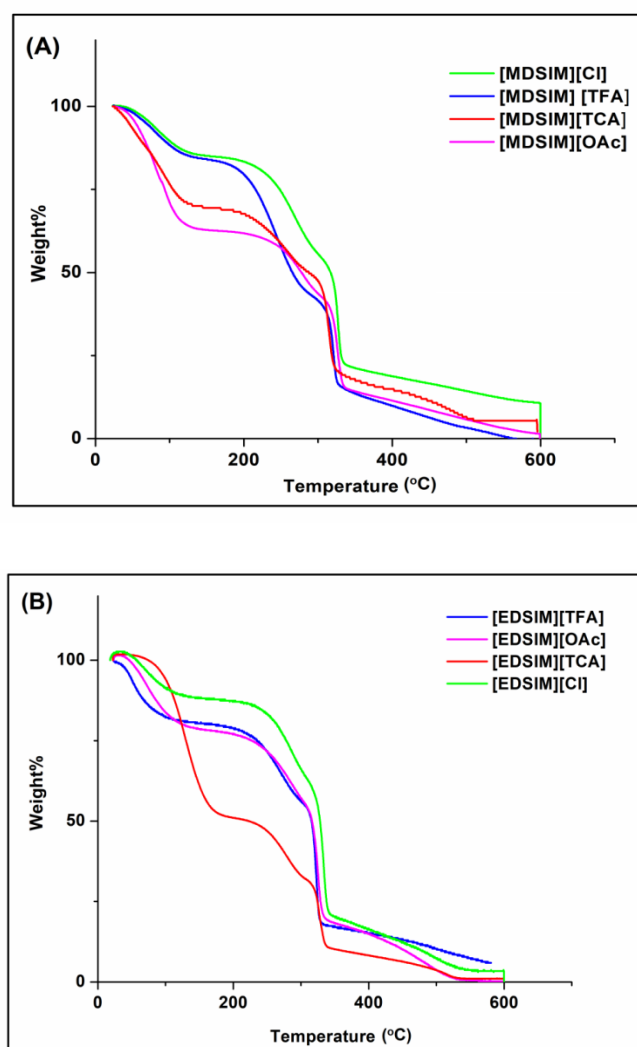 (A)
[MDSIM][Cl]
[MDSIM] [TFA]
[MDSIM][TCA]
[MDSIM][OAc]
100
50
0
Weight%
0
200
400
600
Temperature (°C)
(B)
[EDSIM][TFA]
[EDSIM][OAc]
[EDSIM][TCA]
[EDSIM][Cl]
100
50
0
Weight%
0
200
400
600
Temperature (°C)